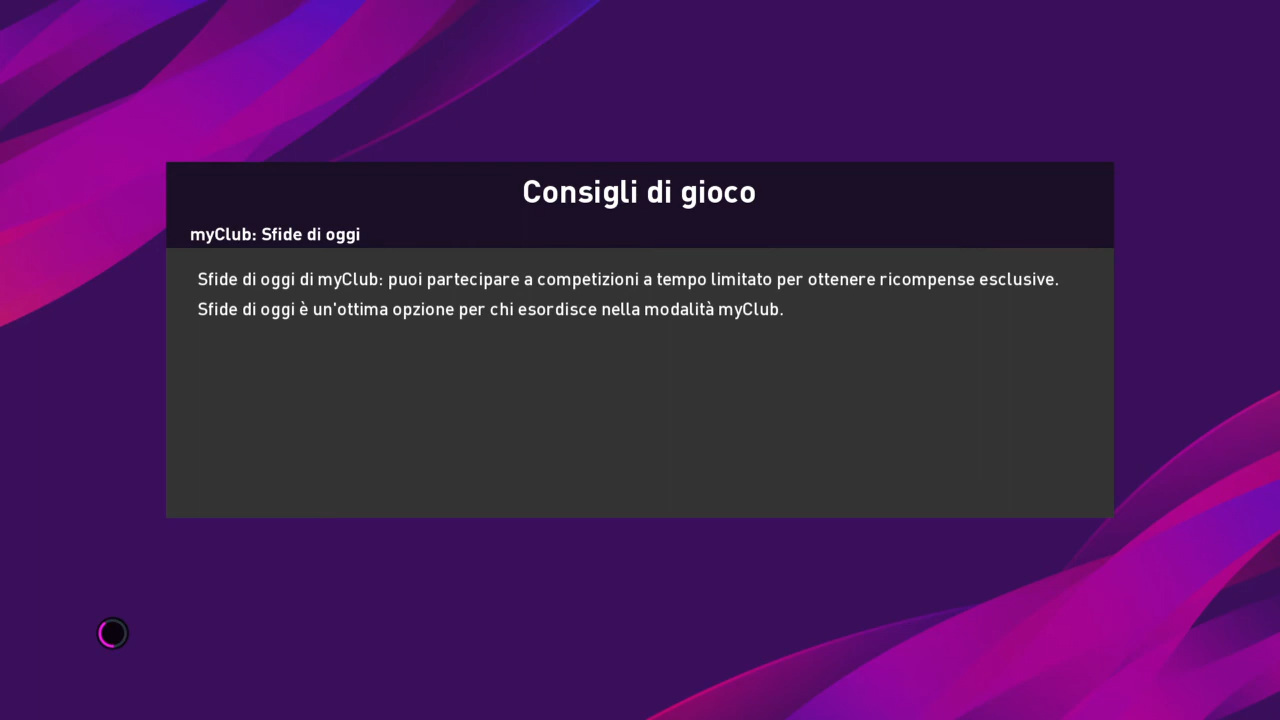 Consigli di gioco
myClub: Sfide di oggi
Sfide di oggi di myClub: puoi partecipare a competizioni a tempo limitato per ottenere ricompense esclusive.
Sfide di oggi è un'ottima opzione per chi esordisce nella modalità myClub.